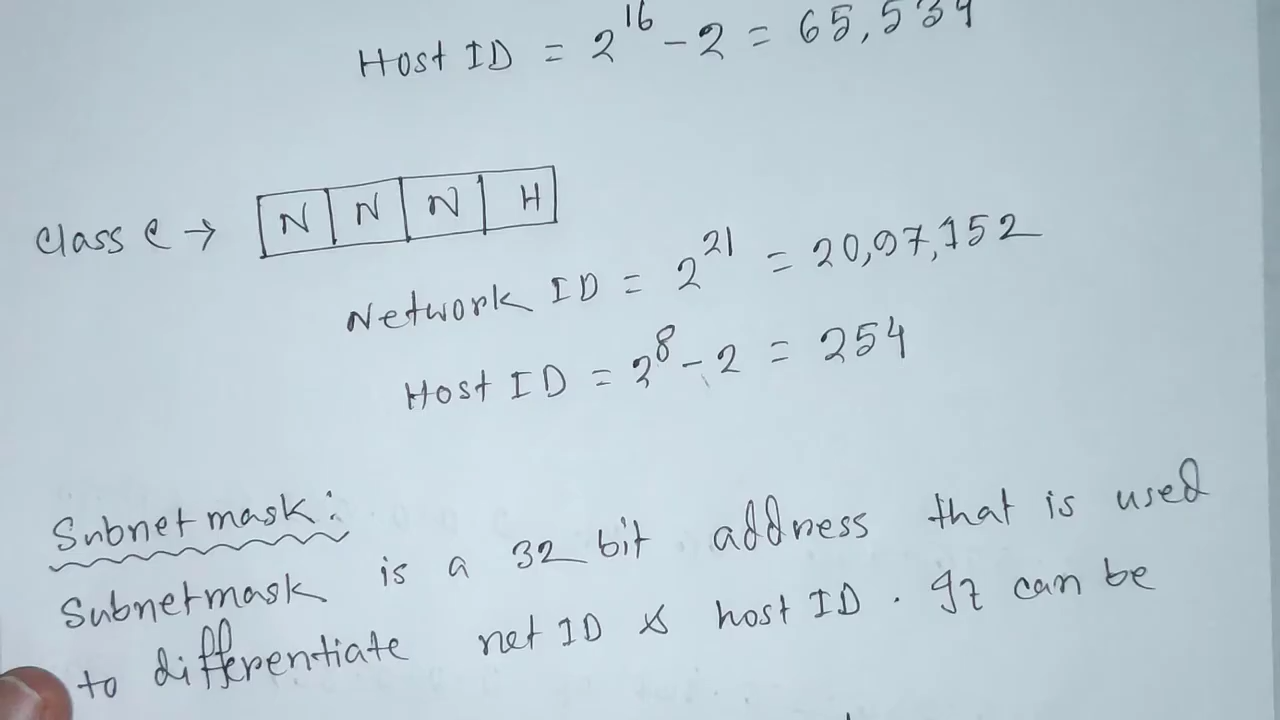 Host ID = 2^16 - 2 = 65,534
Class C → N N N H
Network ID = 2^21 = 20,97,152
Host ID = 2^8 - 2 = 254
Subnet mask:
Subnetmask is a 32 bit address that is used
to differentiate net ID & host ID. It can be